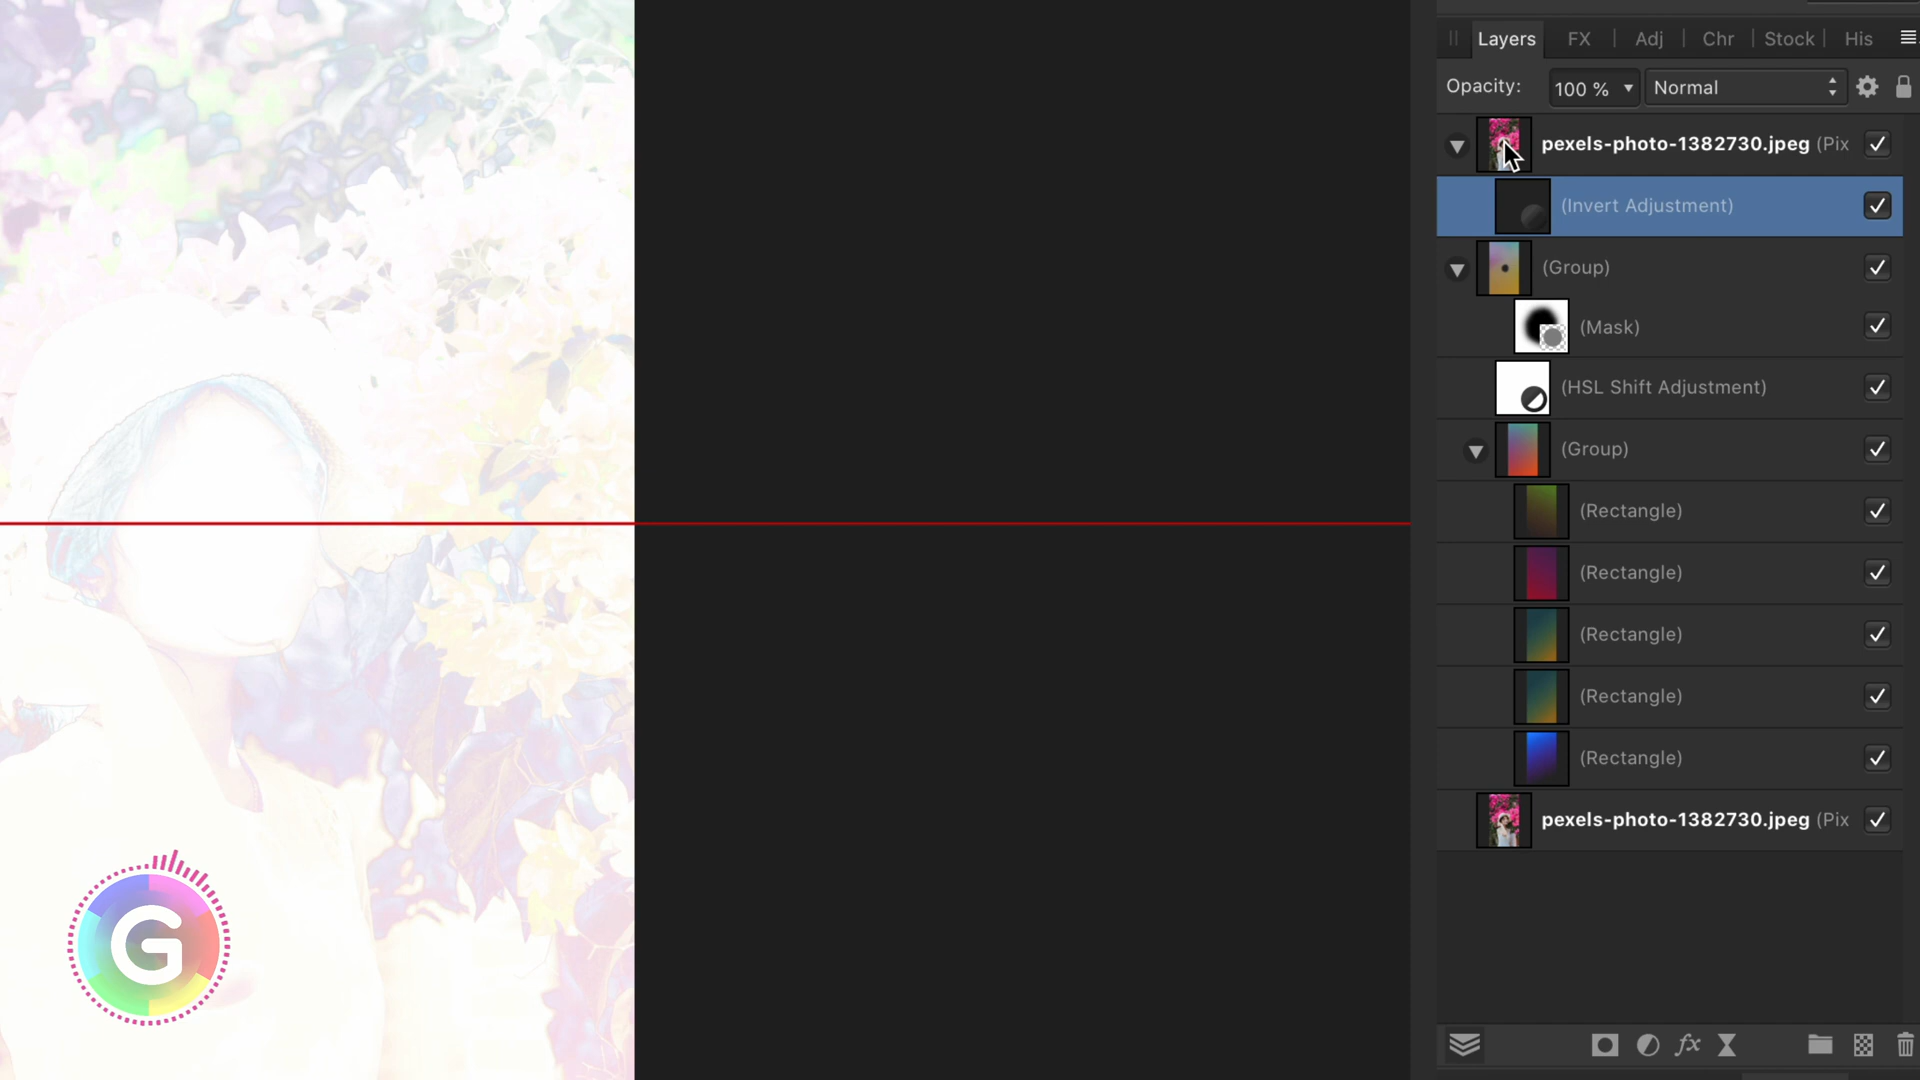 Layers FX Adj Chr Stock His
Opacity: 100 % Normal
pexels-photo-1382730.jpeg (Pix
(Invert Adjustment)
(Group)
(Mask)
(HSL Shift Adjustment)
(Group)
(Rectangle)
(Rectangle)
(Rectangle)
(Rectangle)
(Rectangle)
pexels-photo-1382730.jpeg (Pix
G
fx